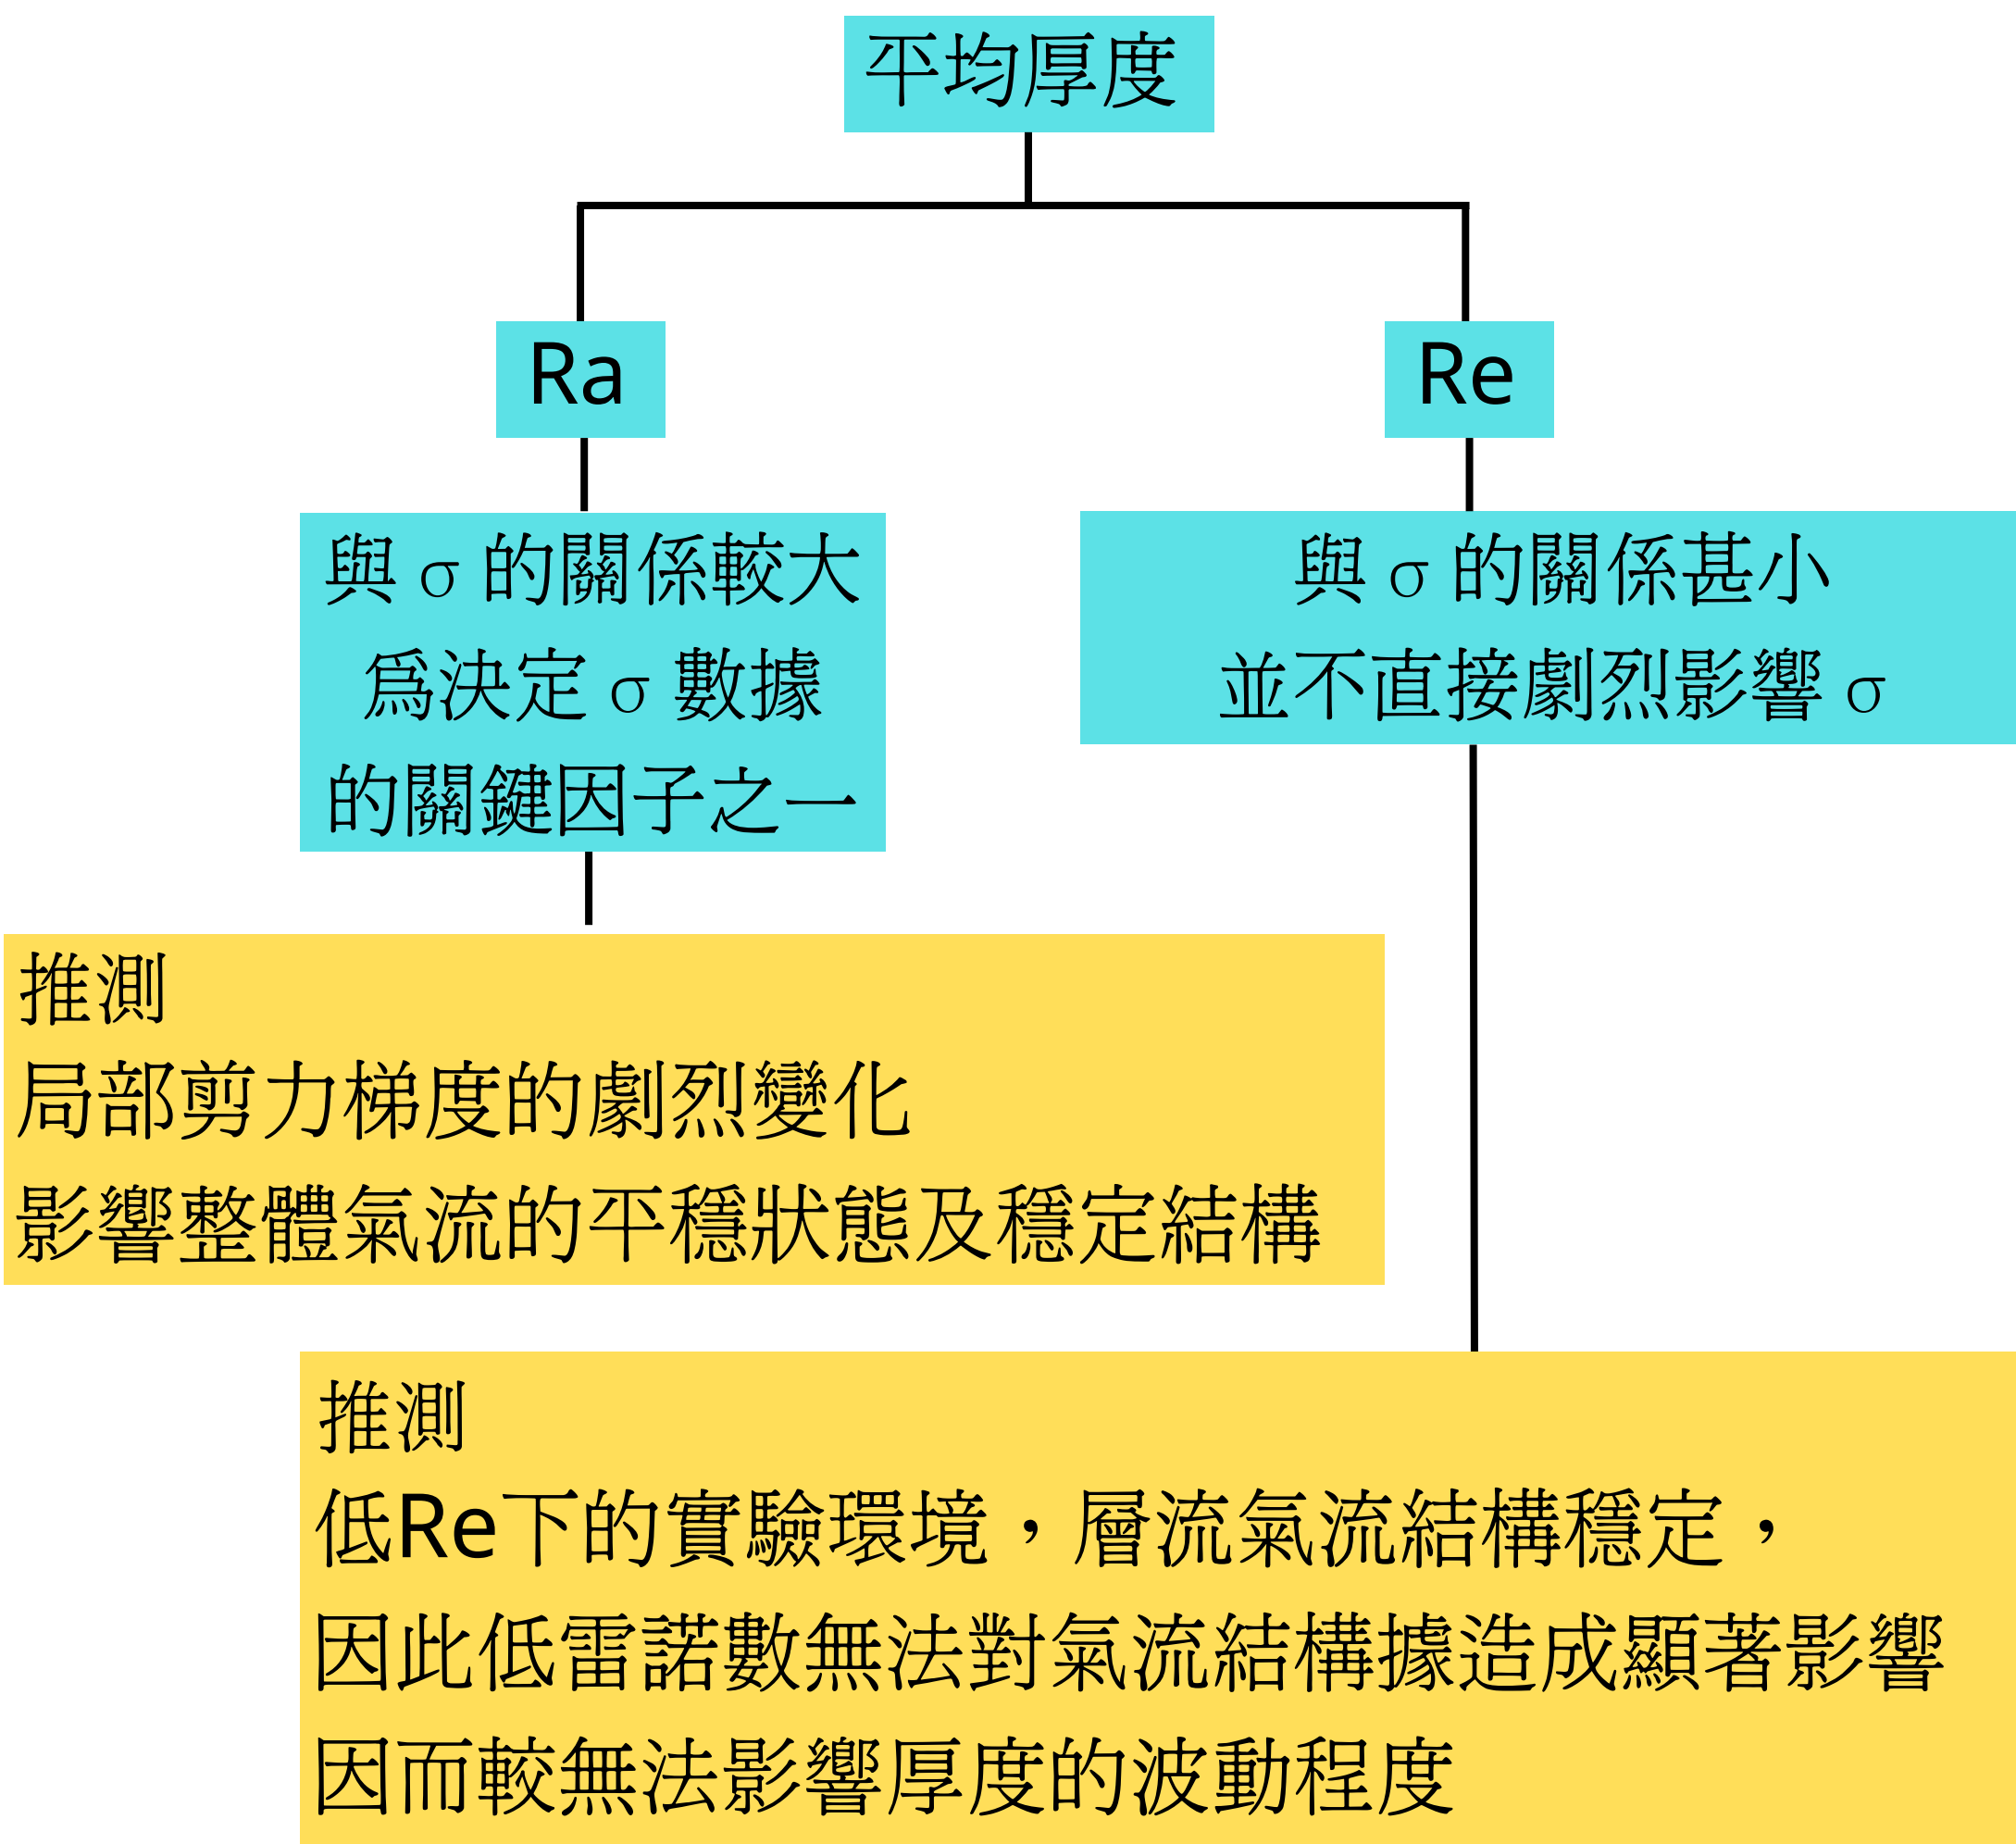 平均厚度
Ra
Re
與σ的關係較大
為決定σ數據
的關鍵因子之一
與σ的關係甚小
並不直接劇烈影響σ
推測
局部剪力梯度的劇烈變化
影響整體氣流的平穩狀態及穩定結構
推測
低Re下的實驗環境，層流氣流結構穩定，
因此低雷諾數無法對氣流結構據造成顯著影響
因而較無法影響厚度的波動程度